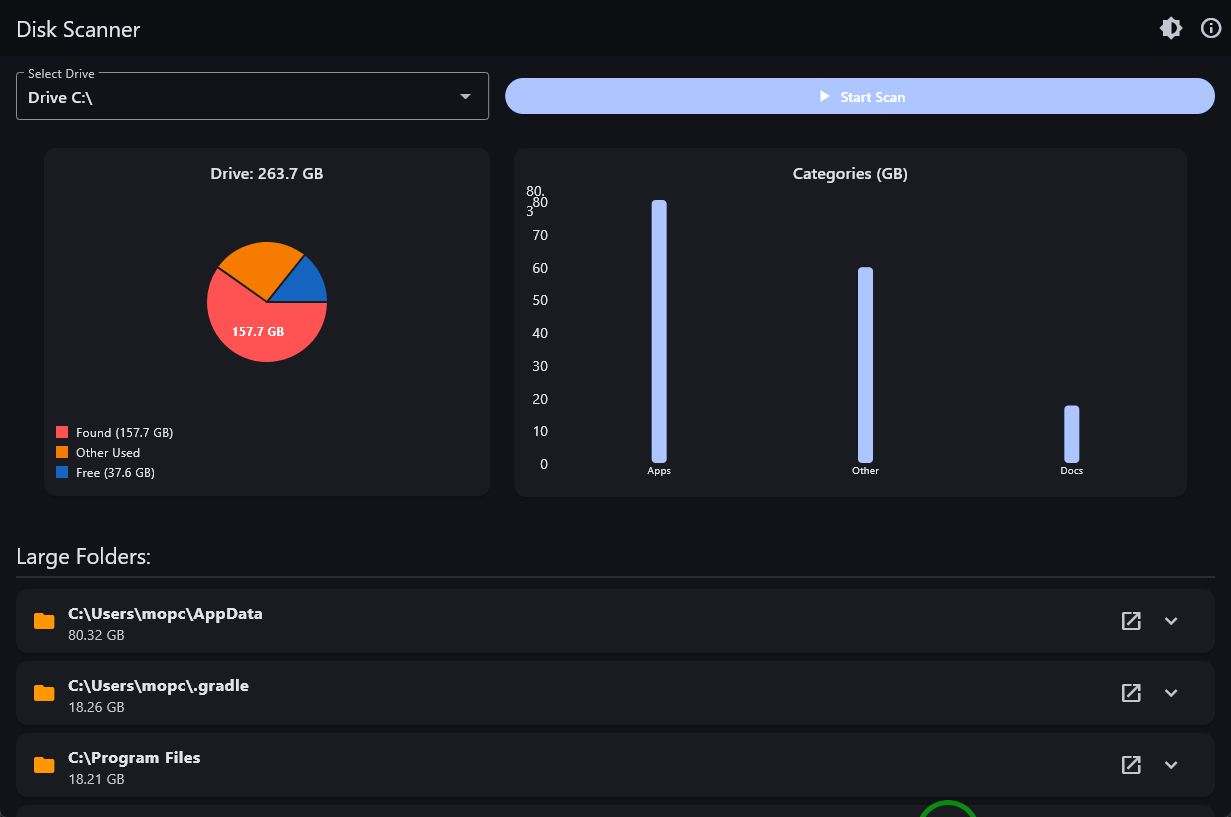 Disk Scanner
Select Drive
Drive C:\
Start Scan
Drive: 263.7 GB
157.7 GB
Found (157.7 GB)
Other Used
Free (37.6 GB)
Categories (GB)
80.
3
80
70
60
50
40
30
20
10
0
Apps
Other
Docs
Large Folders:
C:\Users\mopc\AppData
80.32 GB
C:\Users\mopc\.gradle
18.26 GB
C:\Program Files
18.21 GB